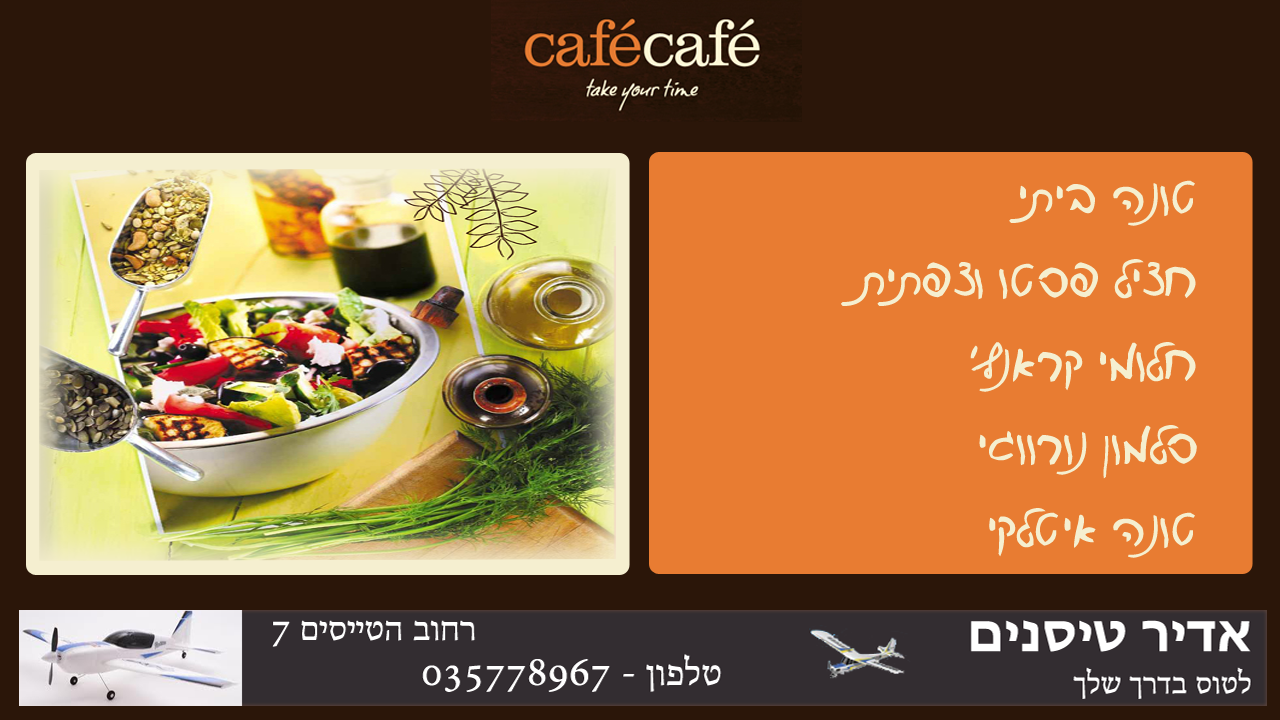 cafécafé
take your time
טונה ביתי
חציל פסטו וצפתית
חלומי קראנצ'י
סלמון נורווגי
טונה איטלקי
אדיר טיסנים
לטוס בדרך שלך
רחוב הטייסים 7
טלפון - 035778967